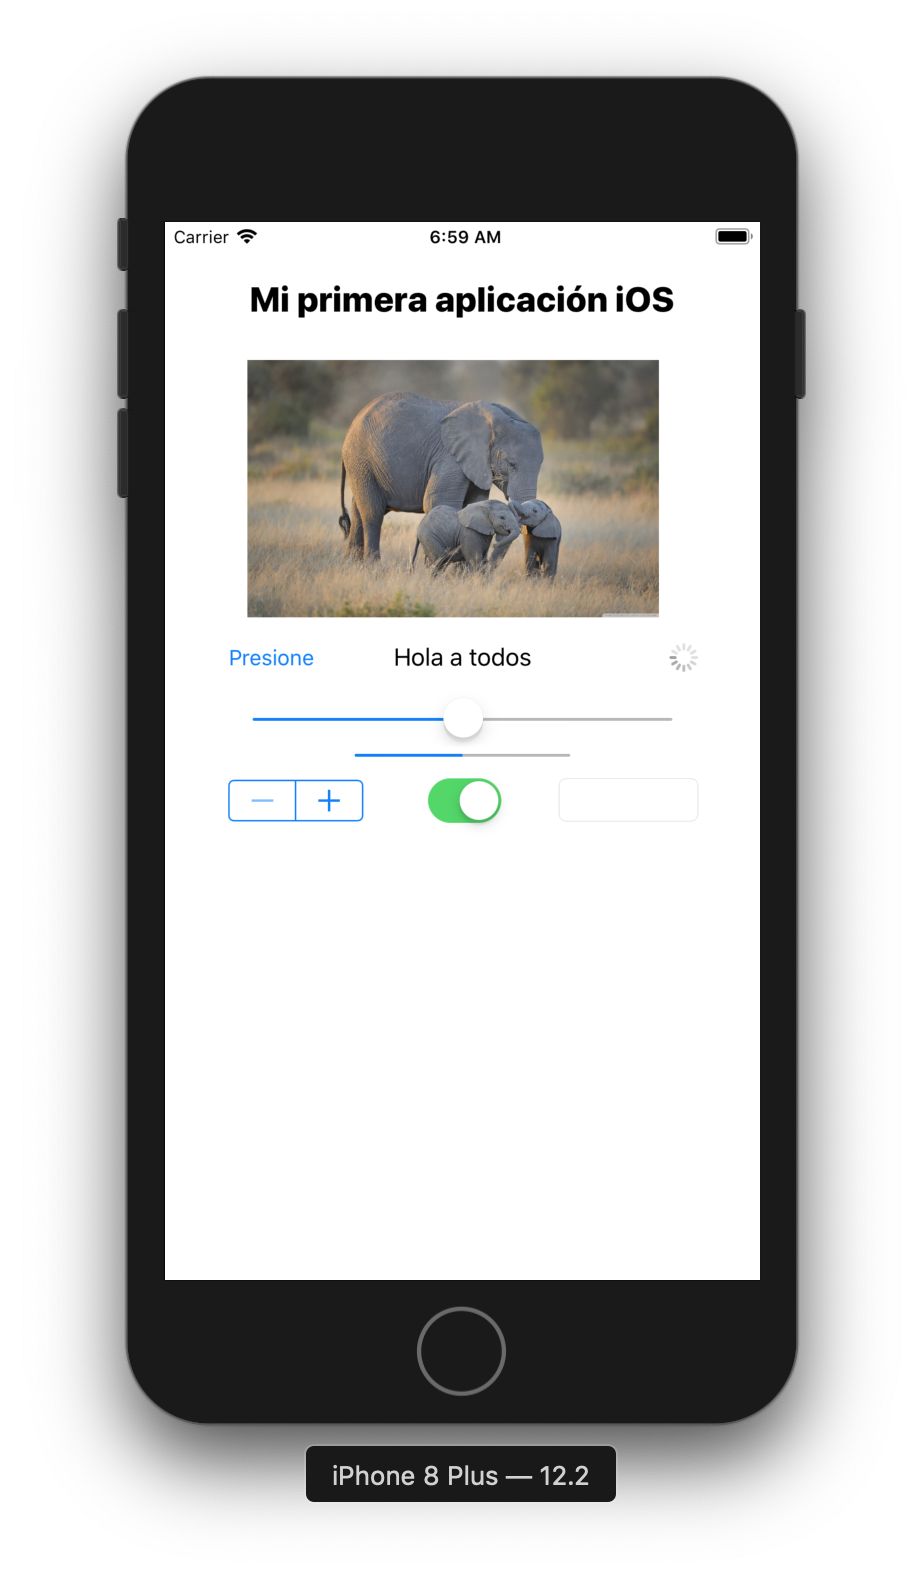 Carrier 6:59 AM
Mi primera aplicación iOS
Presione Hola a todos
iPhone 8 Plus — 12.2